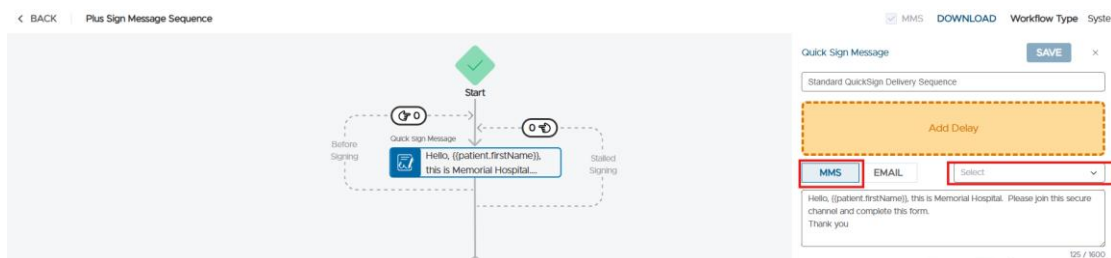 BACK
Plus Sign Message Sequence
MMS
DOWNLOAD
Workflow Type
Syste
Start
0
0
Before
Signing
Quick Sign Message
Hello, {{patient.firstName}},
this is Memorial Hospital....
Stalled
Signing
Quick Sign Message
SAVE
×
Standard QuickSign Delivery Sequence
Add Delay
MMS
EMAIL
Select
Hello, {{patient.firstName}}, this is Memorial Hospital. Please join this secure
channel and complete this form.
Thank you
125 / 1600